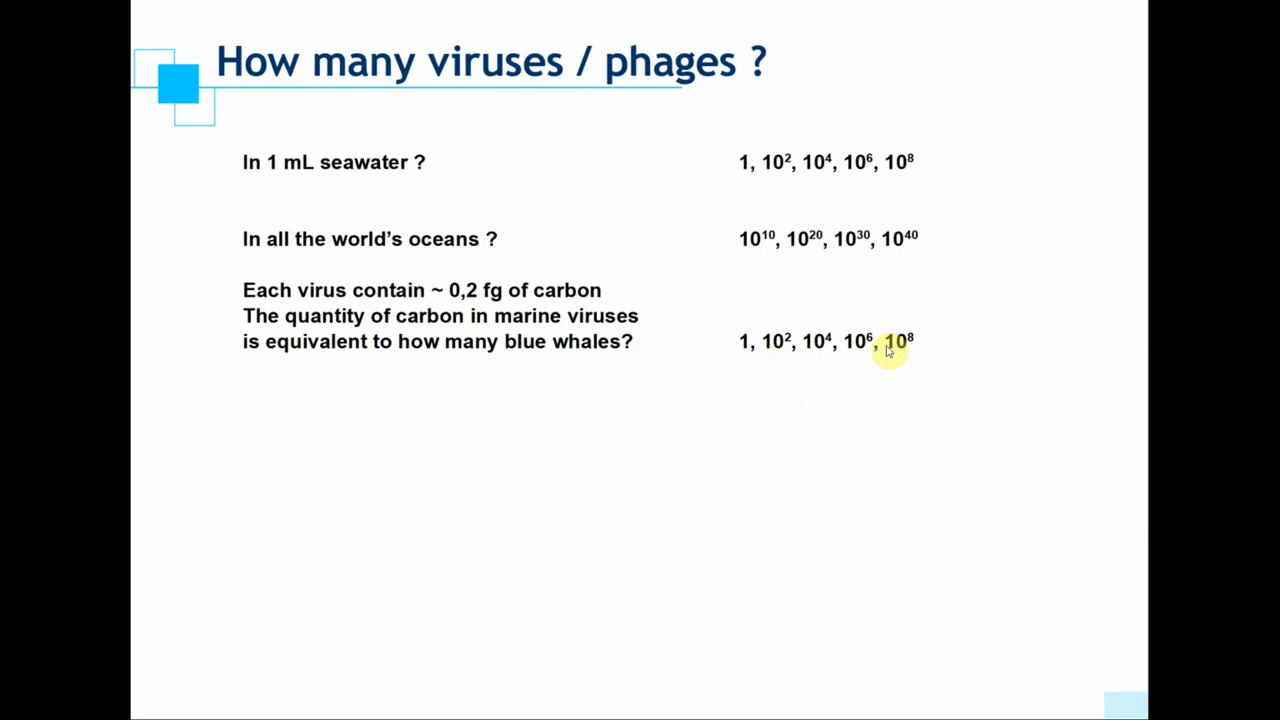 How many viruses / phages ?
In 1 mL seawater ? 1, 10², 10⁴, 10⁶, 10⁸
In all the world’s oceans ? 10¹⁰, 10²⁰, 10³⁰, 10⁴⁰
Each virus contain ~ 0,2 fg of carbon
The quantity of carbon in marine viruses
is equivalent to how many blue whales? 1, 10², 10⁴, 10⁶, 10⁸